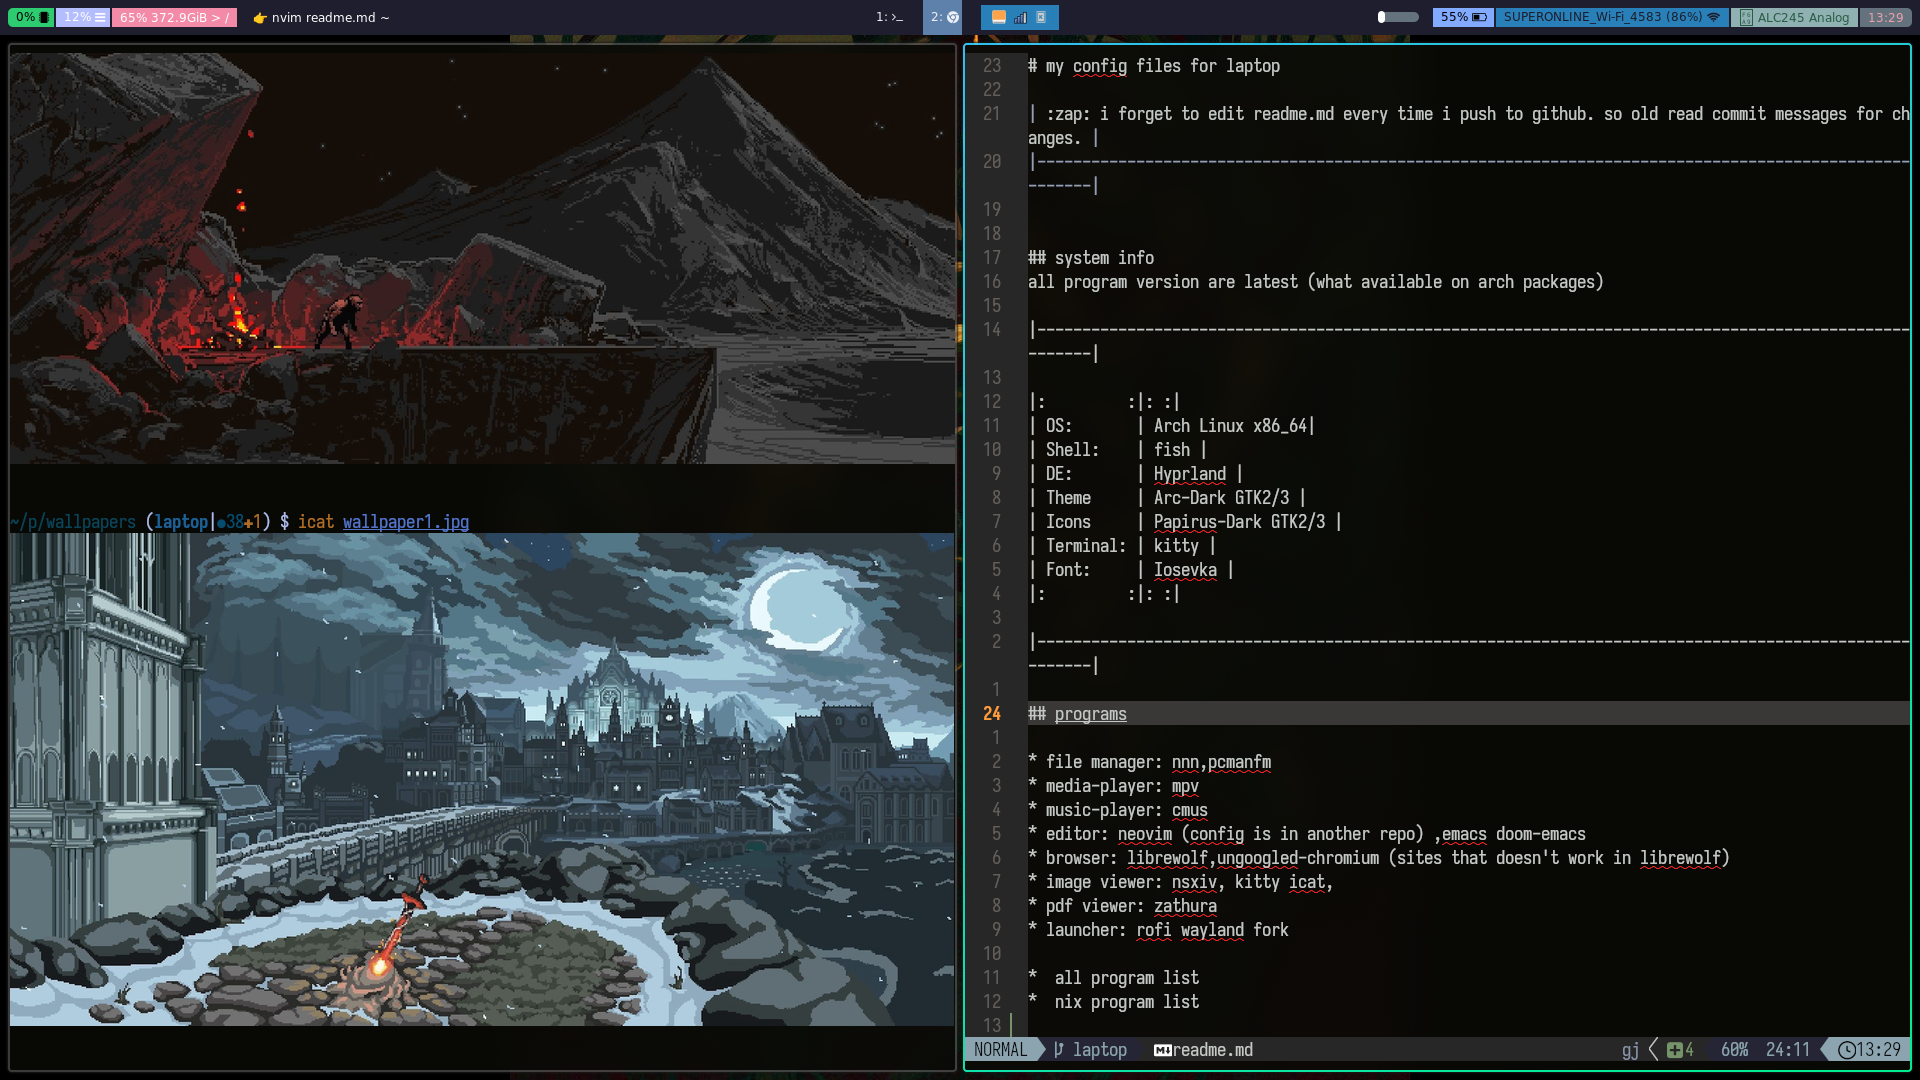 0% 12% 65% 372.9GiB > / 👉 nvim readme.md ~ 1: 2: 55% SUPERONLINE_Wi-Fi_4583 (86%) ALC245 Analog 13:29
~/p/wallpapers (laptop|●38+1) $ icat wallpaper1.jpg
23 # my config files for laptop
22
21 | :zap: i forget to edit readme.md every time i push to github. so old read commit messages for ch
anges. |
20 |-------------------------------------------------------------------------------------------------
-------|
19
18
17 ## system info
16 all program version are latest (what available on arch packages)
15
14 |-------------------------------------------------------------------------------------------------
-------|
13
12 |:         :|: :|
11 | OS:       | Arch Linux x86_64|
10 | Shell:    | fish |
9 | DE:       | Hyprland |
8 | Theme     | Arc-Dark GTK2/3 |
7 | Icons     | Papirus-Dark GTK2/3 |
6 | Terminal: | kitty |
5 | Font:     | Iosevka |
4 |:         :|: :|
3
2 |-------------------------------------------------------------------------------------------------
-------|
1
24 ## programs
1
2 * file manager: nnn,pcmanfm
3 * media-player: mpv
4 * music-player: cmus
5 * editor: neovim (config is in another repo) ,emacs doom-emacs
6 * browser: librewolf,ungoogled-chromium (sites that doesn't work in librewolf)
7 * image viewer: nsxiv, kitty icat,
8 * pdf viewer: zathura
9 * launcher: rofi wayland fork
10
11 *  all program list
12 *  nix program list
13
NORMAL laptop readme.md gj 4 60% 24:11 13:29